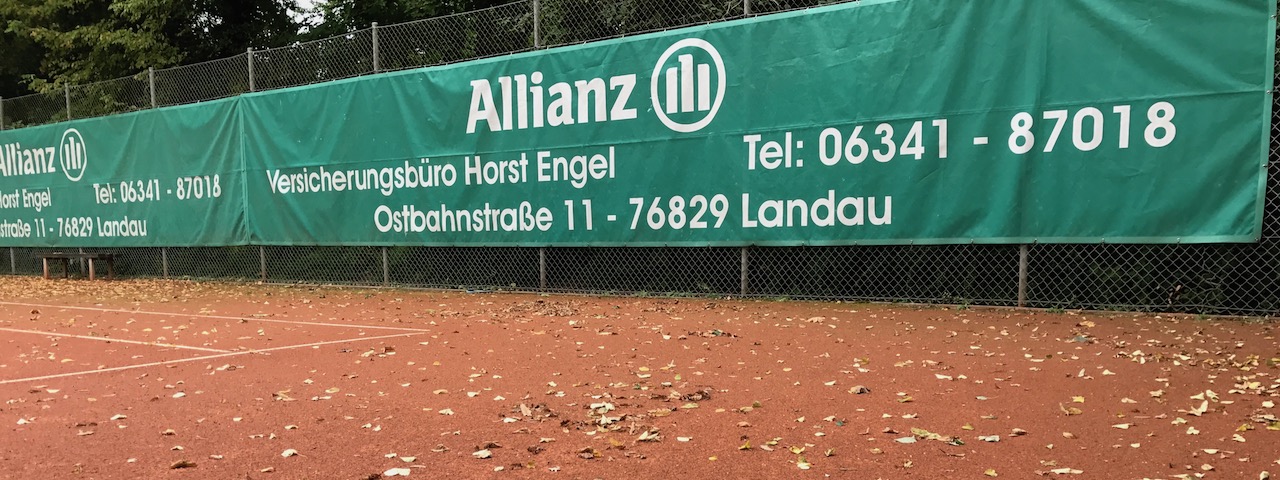 Allianz
Horst Engel
Tel: 06341 - 87018
straße 11 - 76829 Landau
Allianz
Versicherungsbüro Horst Engel
Tel: 06341 - 87018
Ostbahnstraße 11 - 76829 Landau